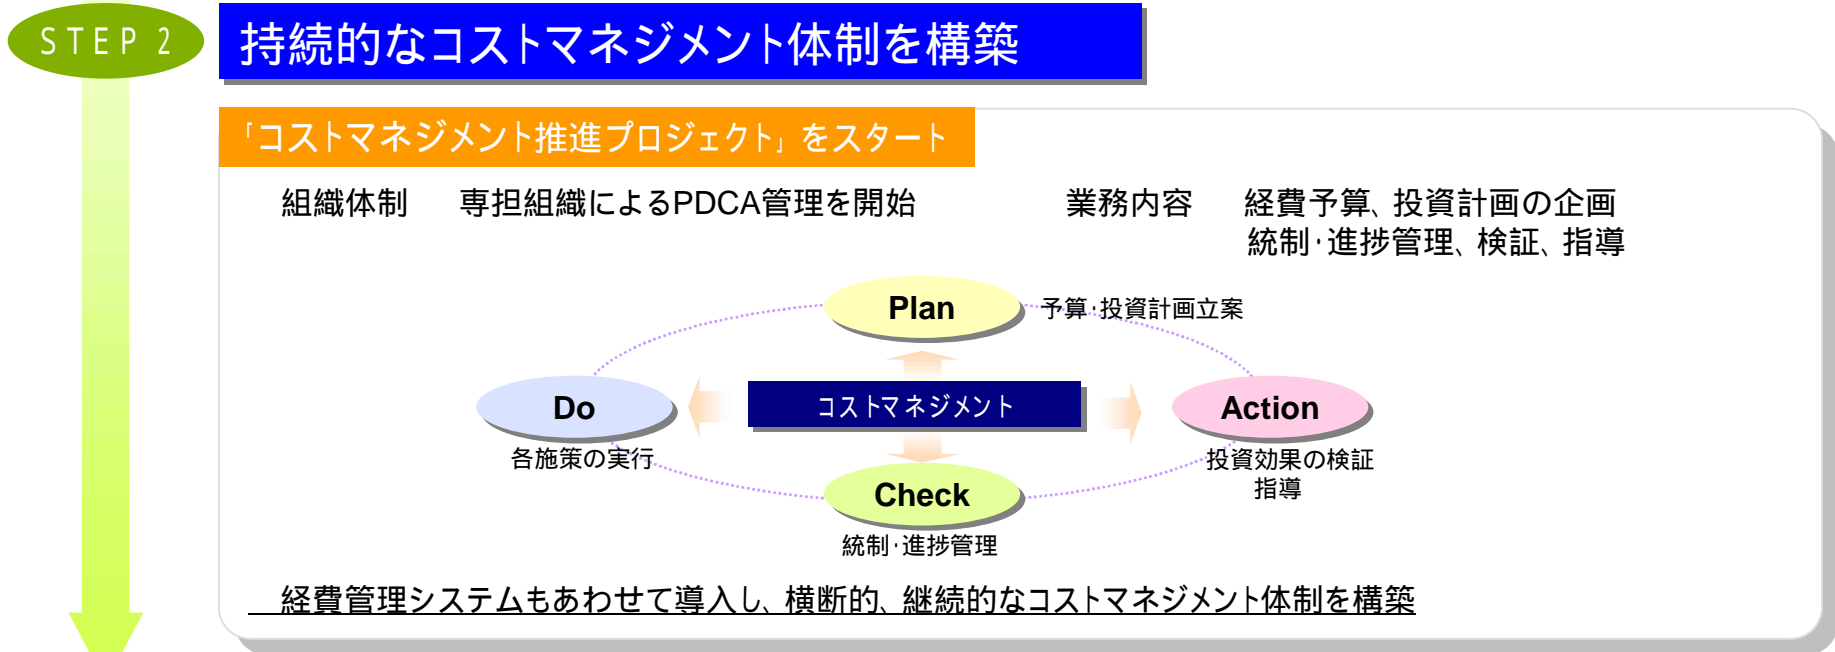 STEP 2
持続的なコストマネジメント体制を構築
「コストマネジメント推進プロジェクト」をスタート
組織体制 専担組織によるPDCA管理を開始 業務内容 経費予算、投資計画の企画
統制・進捗管理、検証、指導
Plan
予算・投資計画立案
Do
コストマネジメント
Action
各施策の実行
投資効果の検証
指導
Check
統制・進捗管理
経費管理システムもあわせて導入し、横断的、継続的なコストマネジメント体制を構築